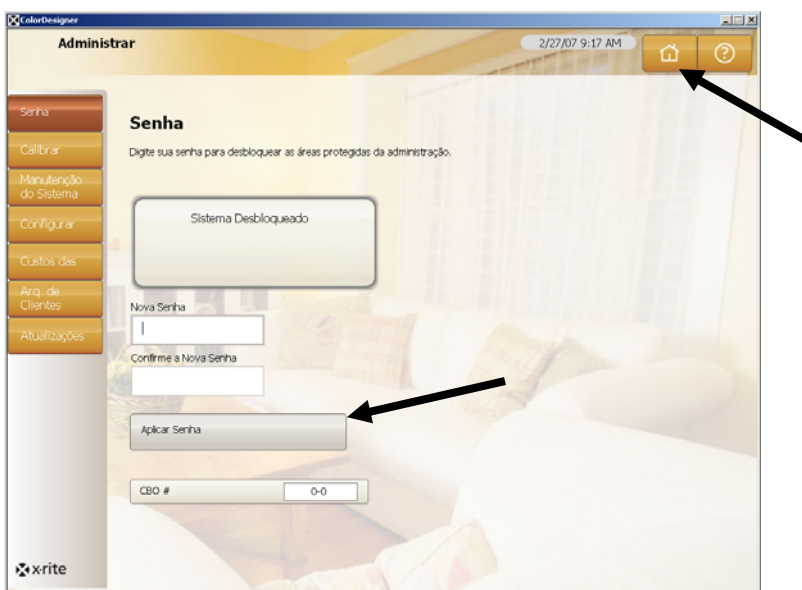 ColorDesigner
Administrar
2/27/07 9:17 AM
Senha
Calibrar
Manutenção
do Sistema
Configurar
Custos das
Arq. de
Clientes
Atualizações
Senha
Digite sua senha para desbloquear as áreas protegidas da administração.
Sistema Desbloqueado
Nova Senha
Confirme a Nova Senha
Aplicar Senha
CBO # 0-0
x·rite